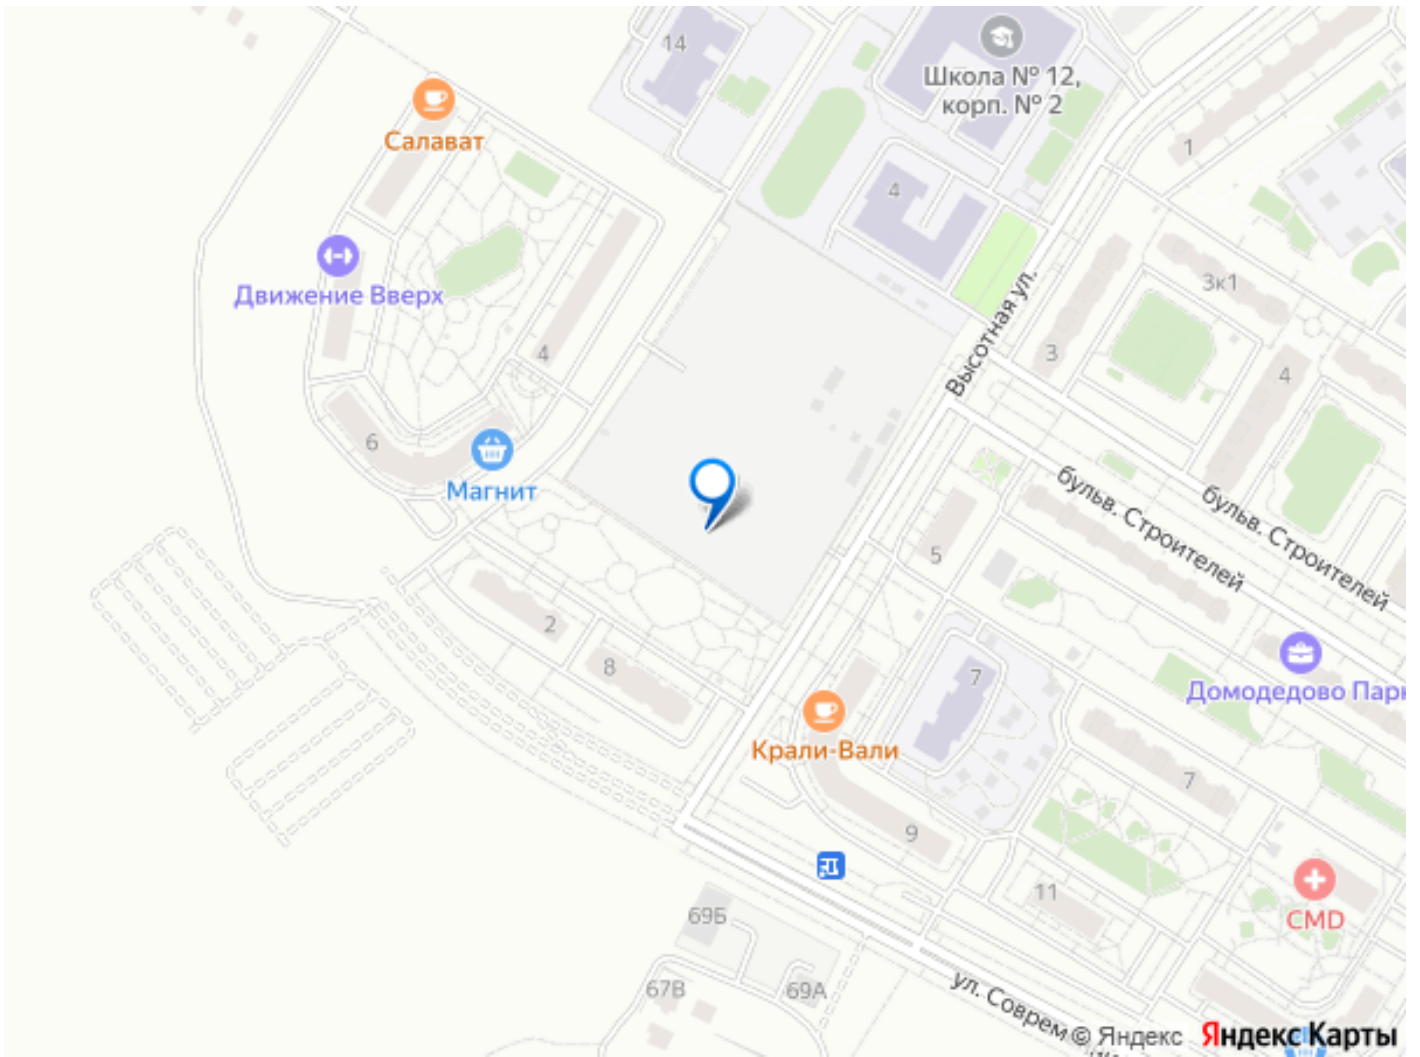 14
Школа № 12,
корп. № 2
Салават
1
4
Движение Вверх
3к1
Высотная ул.
3
4
4
6
Магнит
бульв. Строителей
бульв. Строителей
5
2
8
7
Домодедово Парк
Крали-Вали
7
9
11
CMD
69Б
67В
69А
ул. Соврем
© Яндекс Яндекс Карты